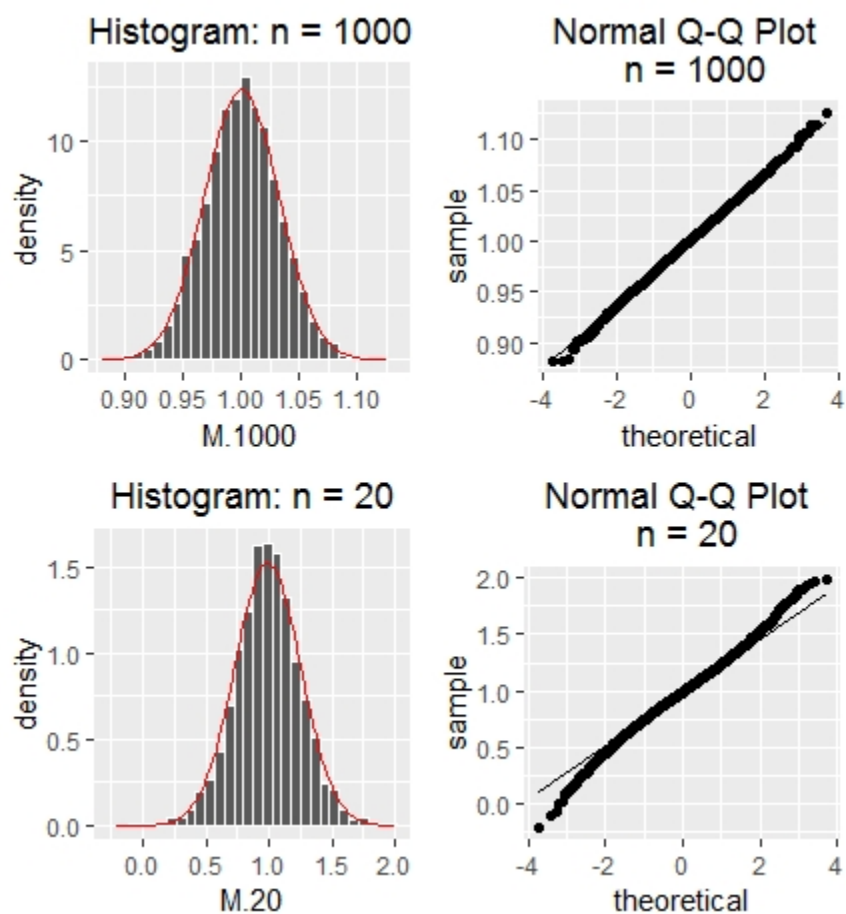 Histogram: n = 1000
density
10
5
0
0.90 0.95 1.00 1.05 1.10
M.1000
Normal Q-Q Plot
n = 1000
sample
1.10
1.05
1.00
0.95
0.90
-4 -2 0 2 4
theoretical
Histogram: n = 20
density
1.5
1.0
0.5
0.0
0.0 0.5 1.0 1.5 2.0
M.20
Normal Q-Q Plot
n = 20
sample
2.0
1.5
1.0
0.5
0.0
-4 -2 0 2 4
theoretical